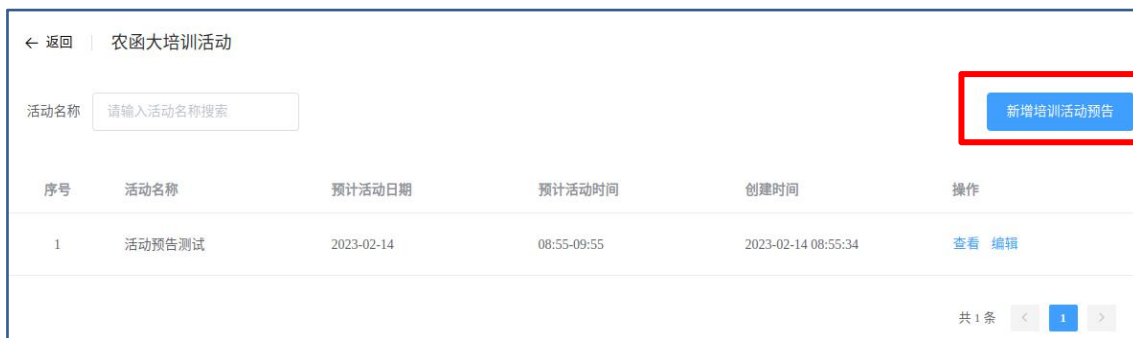 ← 返回 农函大培训活动
活动名称 请输入活动名称搜索 新增培训活动预告
序号 活动名称 预计活动日期 预计活动时间 创建时间 操作
1 活动预告测试 2023-02-14 08:55-09:55 2023-02-14 08:55:34 查看 编辑
共 1 条 < 1 >